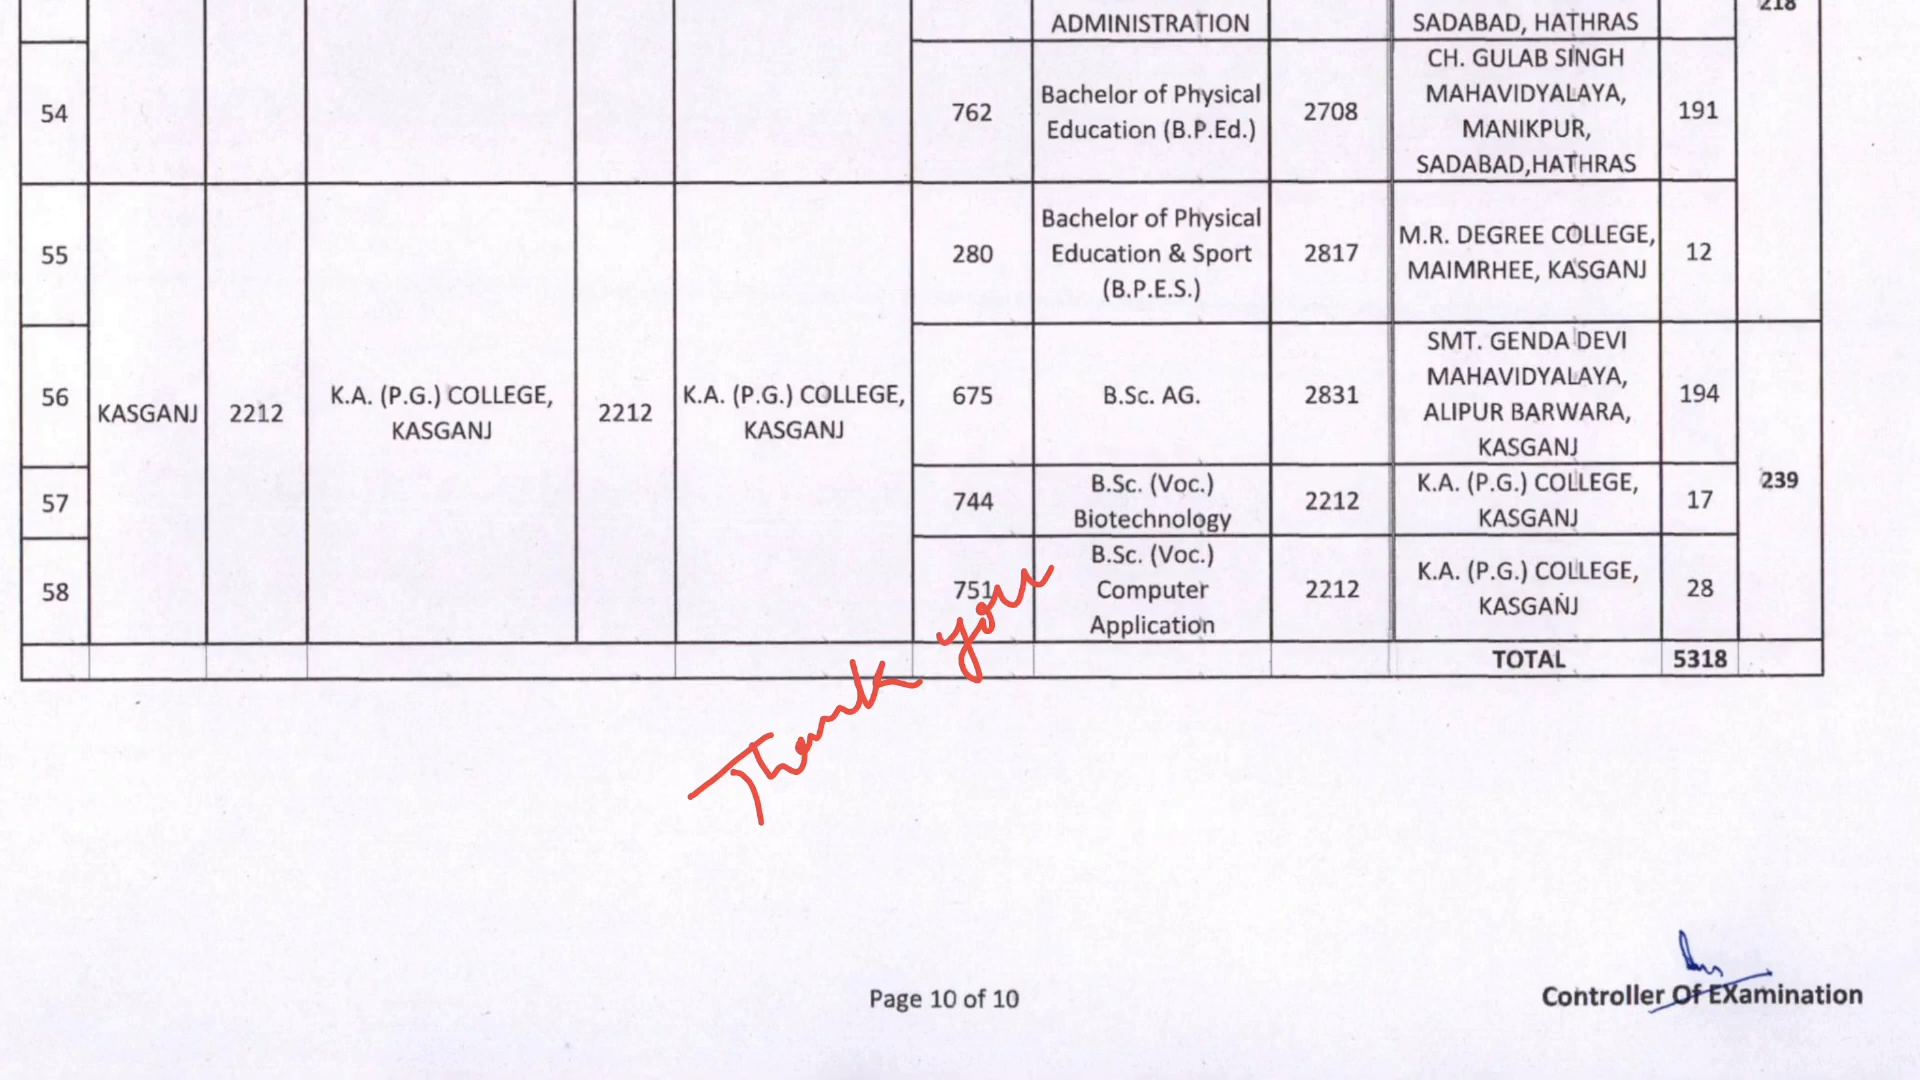 218
ADMINISTRATION
SADABAD, HATHRAS
54
762
Bachelor of Physical
Education (B.P.Ed.)
2708
CH. GULAB SINGH
MAHAVIDYALAYA,
MANIKPUR,
SADABAD,HATHRAS
191
55
280
Bachelor of Physical
Education & Sport
(B.P.E.S.)
2817
M.R. DEGREE COLLEGE,
MAIMRHEE, KASGANJ
12
KASGANJ
2212
K.A. (P.G.) COLLEGE,
KASGANJ
2212
K.A. (P.G.) COLLEGE,
KASGANJ
56
675
B.Sc. AG.
2831
SMT. GENDA DEVI
MAHAVIDYALAYA,
ALIPUR BARWARA,
KASGANJ
194
239
57
744
B.Sc. (Voc.)
Biotechnology
2212
K.A. (P.G.) COLLEGE,
KASGANJ
17
58
751
B.Sc. (Voc.)
Computer
Application
2212
K.A. (P.G.) COLLEGE,
KASGANJ
28
TOTAL
5318
Thank you
Page 10 of 10
Controller Of EXamination